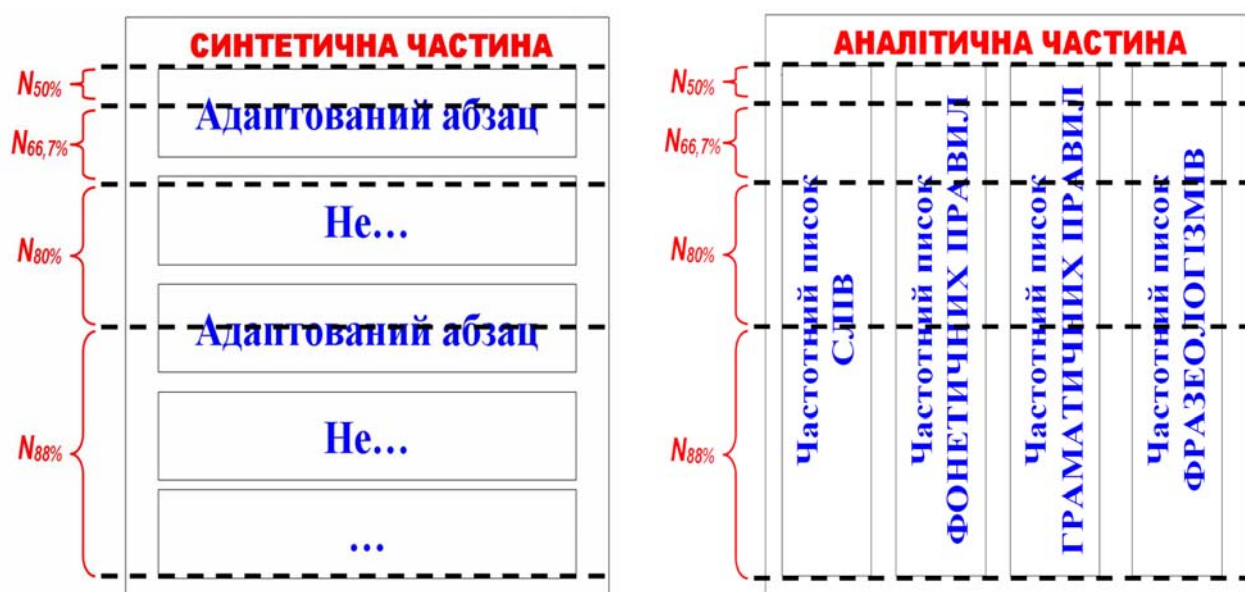 СИНТЕТИЧНА ЧАСТИНА
N50%
N66,7%
N80%
N88%
Адаптований абзац
Не...
Адаптований абзац
Не...
...
АНАЛІТИЧНА ЧАСТИНА
N50%
N66,7%
N80%
N88%
Частотний писок
СЛІВ
Частотний писок
ФОНЕТИЧНИХ ПРАВИЛ
Частотний писок
ГРАМАТИЧНИХ ПРАВИЛ
Частотний писок
ФРАЗЕОЛОГІЗМІВ